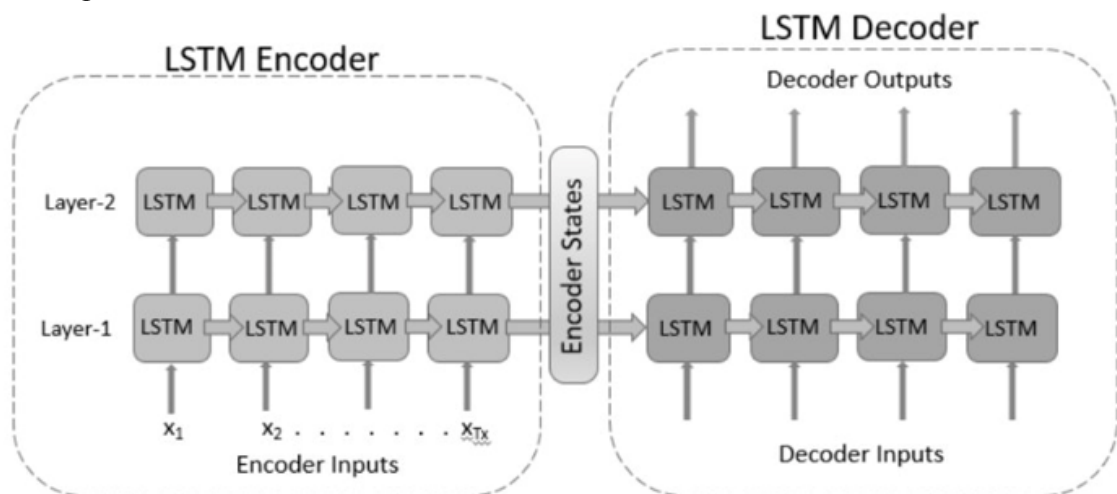 LSTM Encoder
LSTM Decoder
Decoder Outputs
Layer-2
LSTM LSTM LSTM LSTM
LSTM LSTM LSTM LSTM
Encoder States
Layer-1
LSTM LSTM LSTM LSTM
LSTM LSTM LSTM LSTM
x₁ x₂ . . . . . . . x_Tx
Encoder Inputs
Decoder Inputs